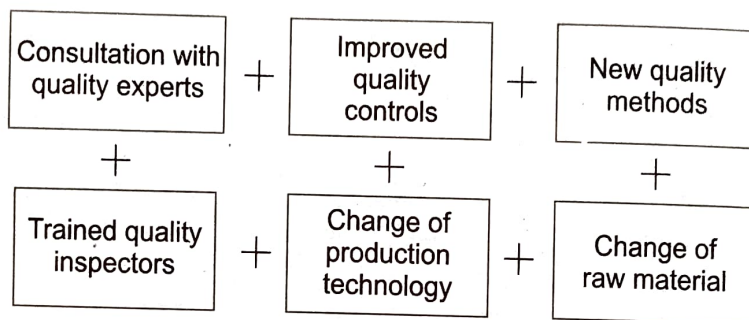 Consultation with
quality experts
+
Improved
quality
controls
+
New quality
methods
+
+
+
Trained quality
inspectors
+
Change of
production
technology
+
Change of
raw material